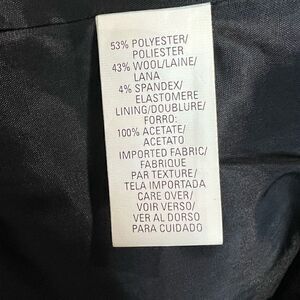 53% POLYESTER/
POLIESTER
43% WOOL/LAINE/
LANA
4% SPANDEX/
ELASTOMERE
LINING/DOUBLURE/
FORRO:
100% ACETATE/
ACETATO
IMPORTED FABRIC/
FABRIQUE
PAR TEXTURE/
TELA IMPORTADA
CARE OVER/
VOIR VERSO/
VER AL DORSO
PARA CUIDADO